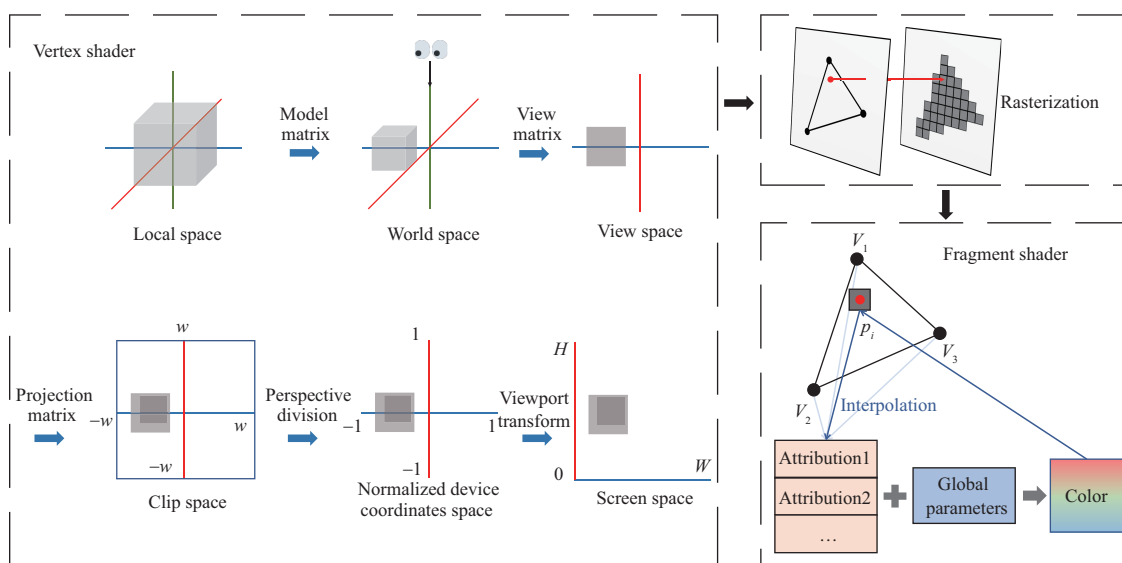 Vertex shader
Model
matrix
View
matrix
Local space
World space
View space
Projection
matrix
w
−w
w
−w
Clip space
Perspective
division
1
−1
1
−1
Normalized device
coordinates space
Viewport
transform
H
0
W
Screen space
Rasterization
Fragment shader
V1
pi
V3
V2
Interpolation
Attribution1
Attribution2
…
Global
parameters
Color